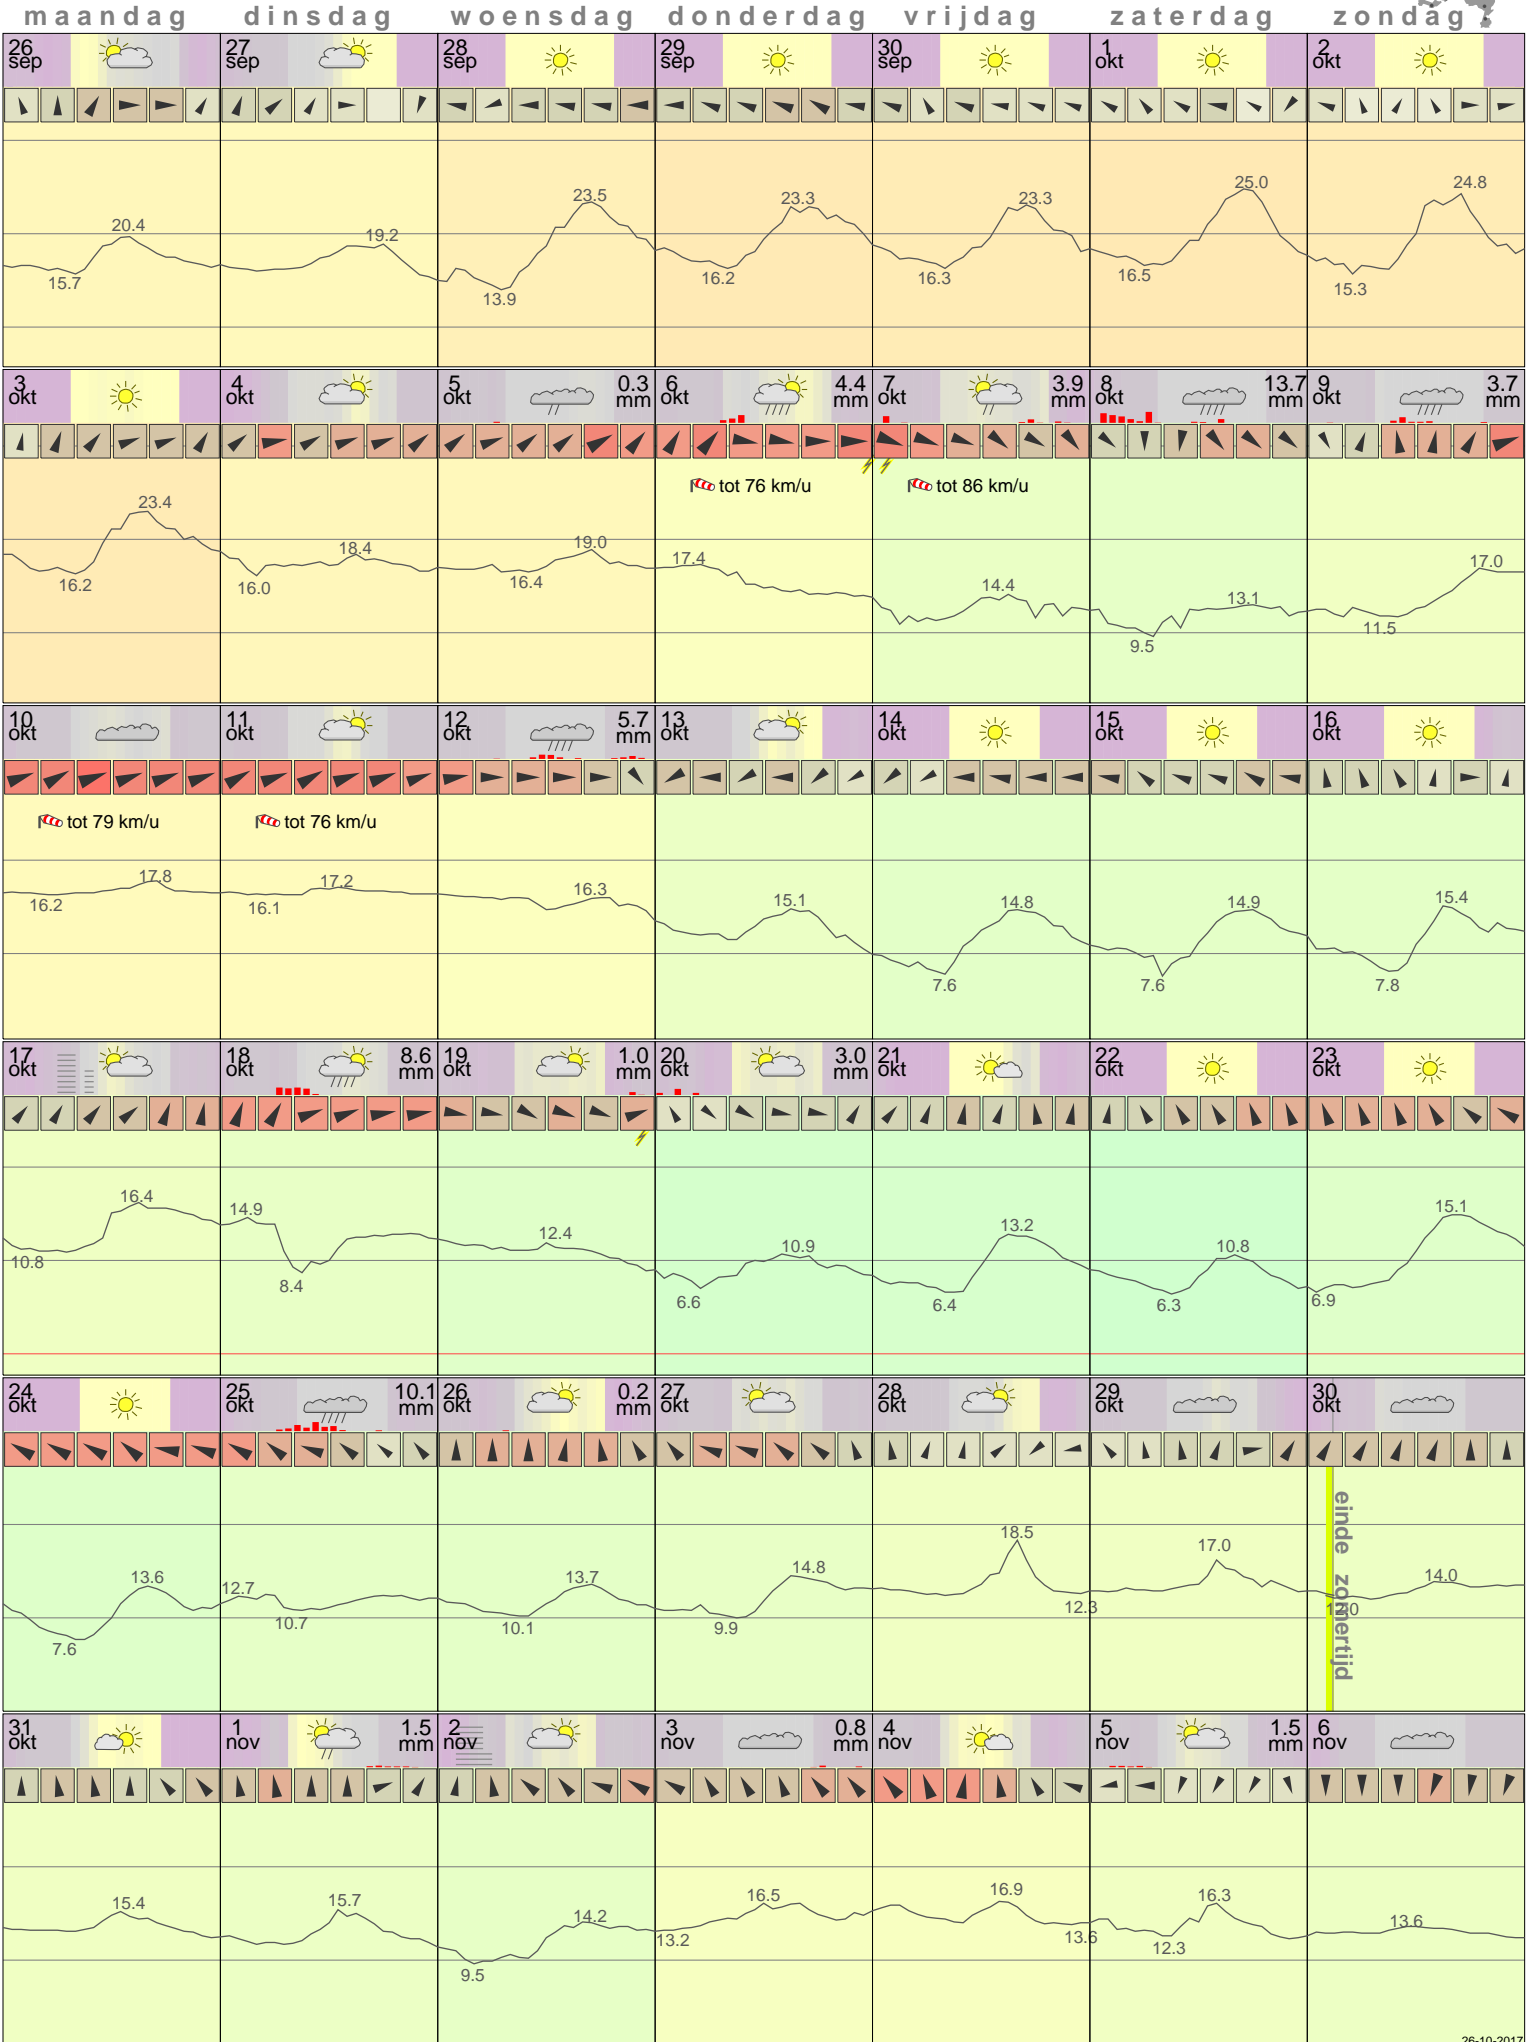 maandag dinsdag woensdag donderdag vrijdag zaterdag zondag
26 27 28 29 30 1 2
sep sep sep sep sep okt okt
20.4 19.2 23.5 23.3 23.3 25.0 24.8
15.7 13.9 16.2 16.3 16.5 15.3
3 4 5 0.3 6 4.4 7 3.9 8 13.7 9 3.7
okt okt okt mm okt mm okt mm okt mm okt mm
tot 76 km/u tot 86 km/u
23.4 18.4 19.0 17.4 14.4 13.1 17.0
16.2 16.0 16.4 9.5 11.5
10 11 12 5.7 13 14 15 16
okt okt okt mm okt okt okt okt
tot 79 km/u tot 76 km/u
17.8 17.2 16.3 15.1 14.8 14.9 15.4
16.2 16.1 7.6 7.6 7.8
17 18 8.6 19 1.0 20 3.0 21 22 23
okt okt mm okt mm okt mm okt okt okt
16.4 14.9 12.4 10.9 13.2 10.8 15.1
10.8 8.4 6.6 6.4 6.3 6.9
24 25 10.1 26 0.2 27 28 29 30
okt okt mm okt mm okt okt okt okt
einde zomertijd
13.6 12.7 13.7 14.8 18.5 17.0 14.0
7.6 10.7 10.1 9.9 12.3
31 1 1.5 2 3 0.8 4 5 1.5 6
okt nov mm nov nov mm nov nov mm nov
15.4 15.7 14.2 16.5 16.9 16.3 13.6
9.5 13.2 13.6 12.3
26-10-2017